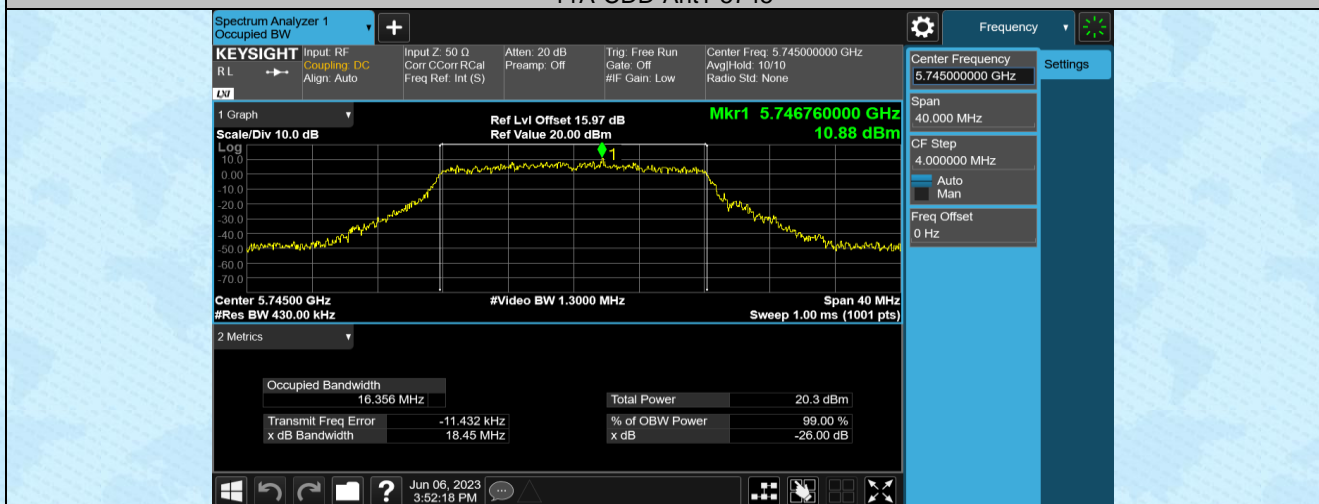 Spectrum Analyzer 1
Occupied BW
Frequency
KEYSIGHT
R L
LXI
Input: RF
Coupling: DC
Align: Auto
Input Z: 50 Ω
Corr CCorr RCal
Freq Ref: Int (S)
Atten: 20 dB
Preamp: Off
Trig: Free Run
Gate: Off
#IF Gain: Low
Center Freq: 5.745000000 GHz
Avg|Hold: 10/10
Radio Std: None
Center Frequency
5.745000000 GHz
Settings
Span
40.000 MHz
CF Step
4.000000 MHz
Auto
Man
Freq Offset
0 Hz
1 Graph
Scale/Div 10.0 dB
Ref Lvl Offset 15.97 dB
Ref Value 20.00 dBm
Mkr1 5.746760000 GHz
10.88 dBm
Log
10.0
0.00
-10.0
-20.0
-30.0
-40.0
-50.0
-60.0
-70.0
1
Center 5.74500 GHz
#Res BW 430.00 kHz
#Video BW 1.3000 MHz
Span 40 MHz
Sweep 1.00 ms (1001 pts)
2 Metrics
Occupied Bandwidth
16.356 MHz
Transmit Freq Error -11.432 kHz
x dB Bandwidth 18.45 MHz
Total Power 20.3 dBm
% of OBW Power 99.00 %
x dB -26.00 dB
?
Jun 06, 2023
3:52:18 PM